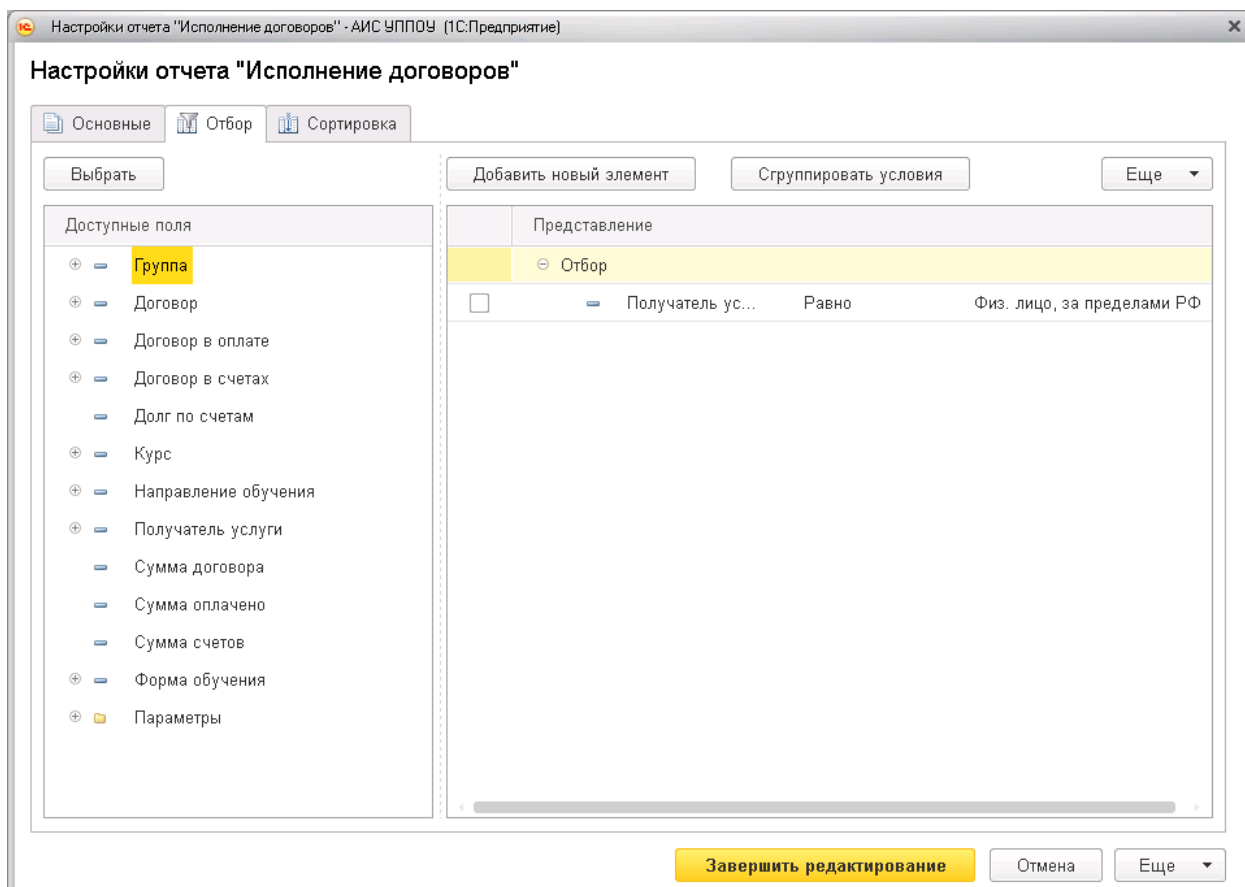 Настройки отчета "Исполнение договоров" - АИС УППОУ (1С:Предприятие)
Настройки отчета "Исполнение договоров"
Основные Отбор Сортировка
Выбрать Добавить новый элемент Сгруппировать условия Еще
Доступные поля Представление
Группа Отбор
Договор Получатель ус... Равно Физ. лицо, за пределами РФ
Договор в оплате
Договор в счетах
Долг по счетам
Курс
Направление обучения
Получатель услуги
Сумма договора
Сумма оплачено
Сумма счетов
Форма обучения
Параметры
Завершить редактирование Отмена Еще